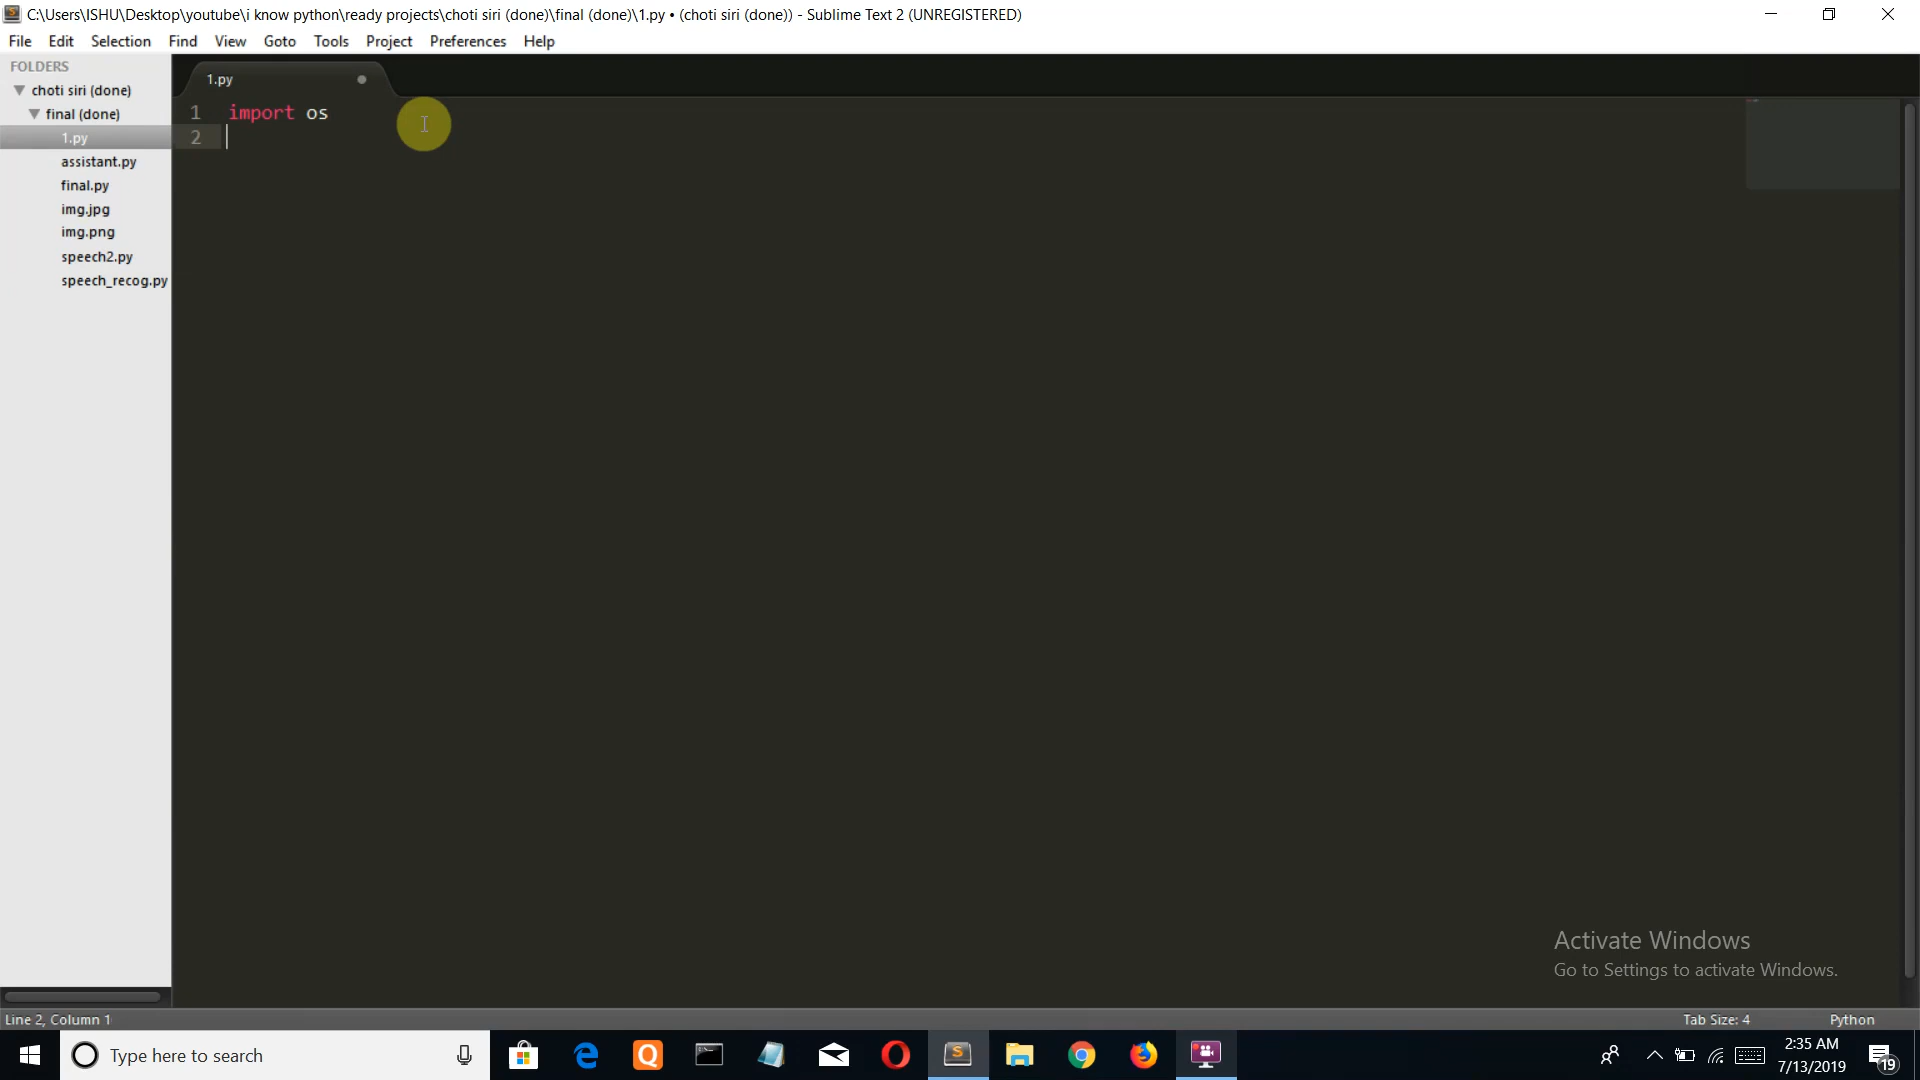 C:\Users\ISHU\Desktop\youtube\i know python\ready projects\choti siri (done)\final (done)\1.py • (choti siri (done)) - Sublime Text 2 (UNREGISTERED)
File Edit Selection Find View Goto Tools Project Preferences Help
FOLDERS
choti siri (done)
final (done)
1.py
assistant.py
final.py
img.jpg
img.png
speech2.py
speech_recog.py
1.py
1 import os
2
Activate Windows
Go to Settings to activate Windows.
Line 2, Column 1
Tab Size: 4
Python
Type here to search
2:35 AM
7/13/2019
19